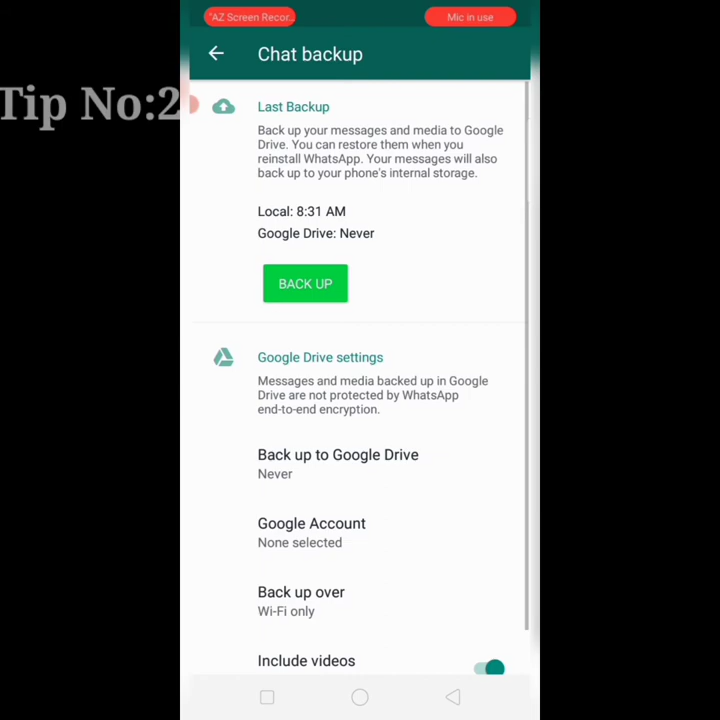 "AZ Screen Recor..
Mic in use
Chat backup
Tip No:2
Last Backup
Back up your messages and media to Google
Drive. You can restore them when you
reinstall WhatsApp. Your messages will also
back up to your phone's internal storage.
Local: 8:31 AM
Google Drive: Never
BACK UP
Google Drive settings
Messages and media backed up in Google
Drive are not protected by WhatsApp
end-to-end encryption.
Back up to Google Drive
Never
Google Account
None selected
Back up over
Wi-Fi only
Include videos